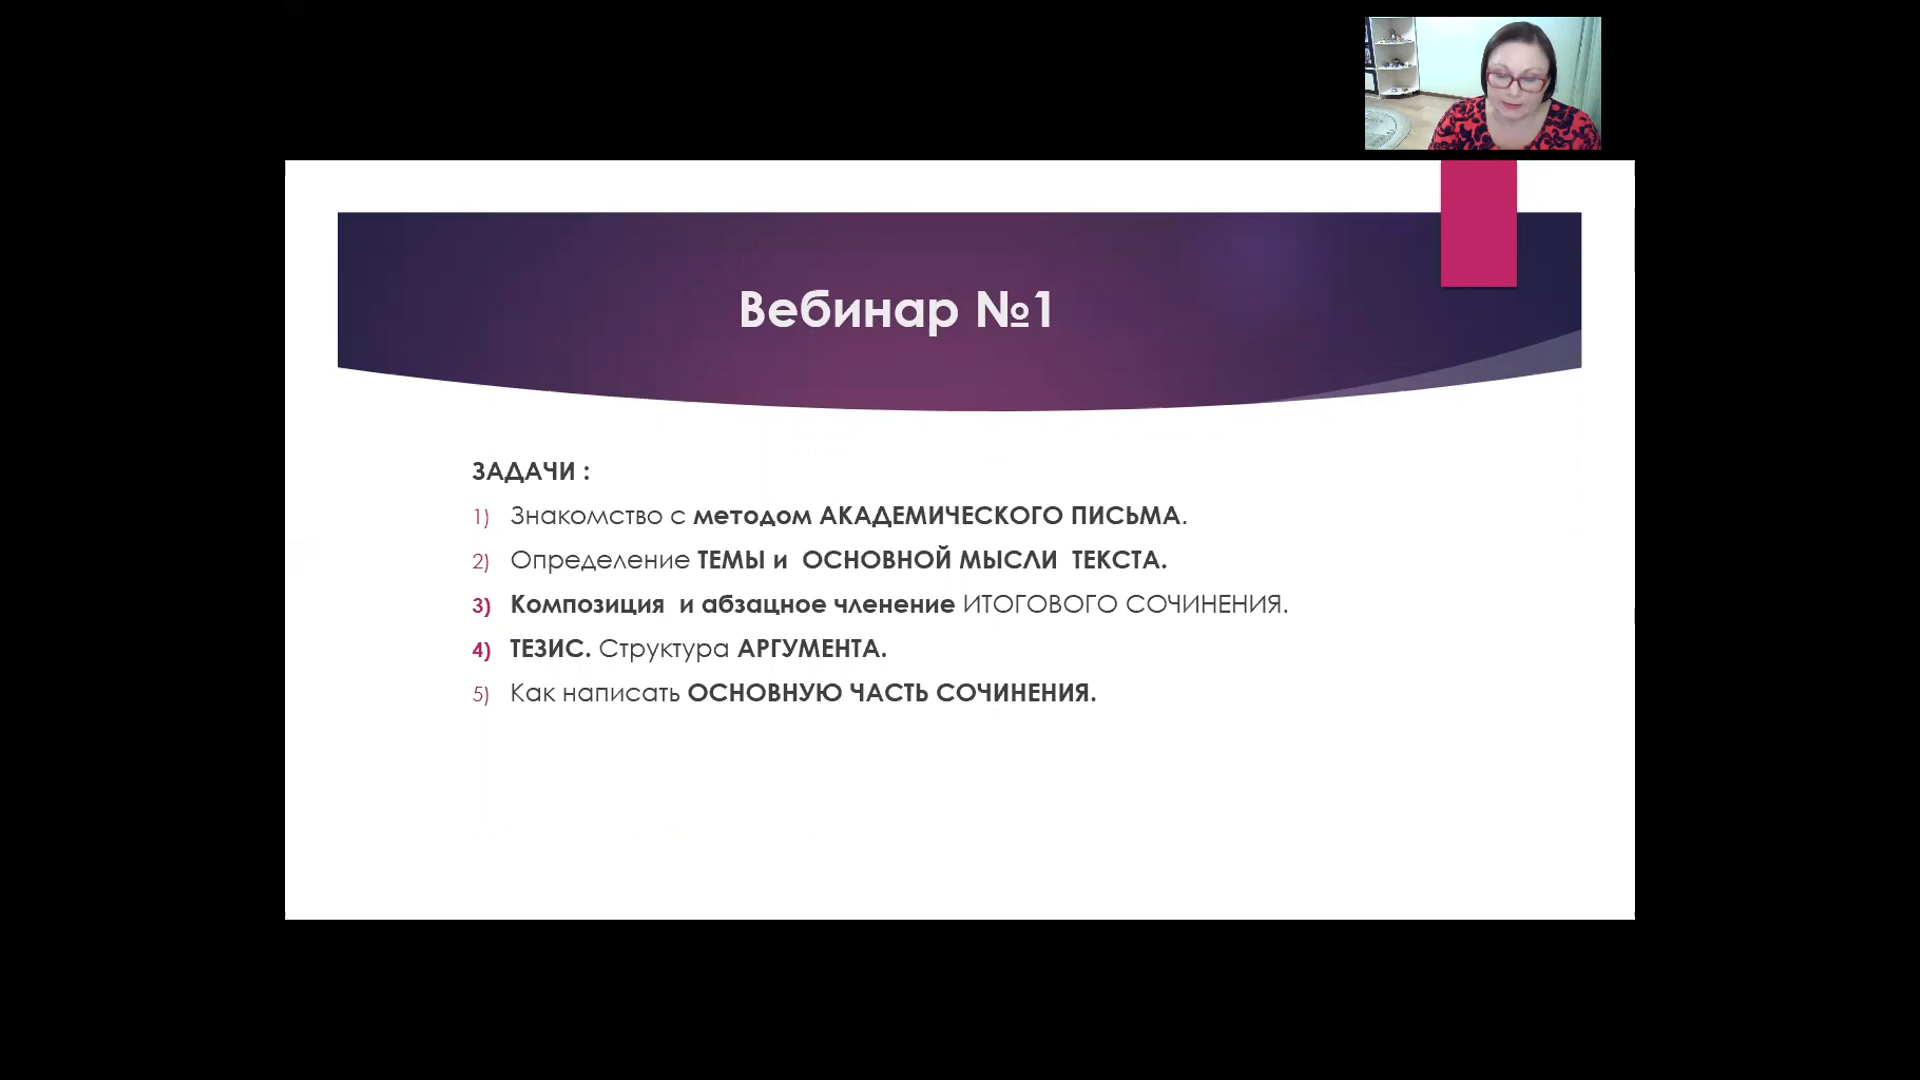 Вебинар №1
ЗАДАЧИ :
1) Знакомство с методом АКАДЕМИЧЕСКОГО ПИСЬМА.
2) Определение ТЕМЫ и ОСНОВНОЙ МЫСЛИ ТЕКСТА.
3) Композиция и абзацное членение ИТОГОВОГО СОЧИНЕНИЯ.
4) ТЕЗИС. Структура АРГУМЕНТА.
5) Как написать ОСНОВНУЮ ЧАСТЬ СОЧИНЕНИЯ.